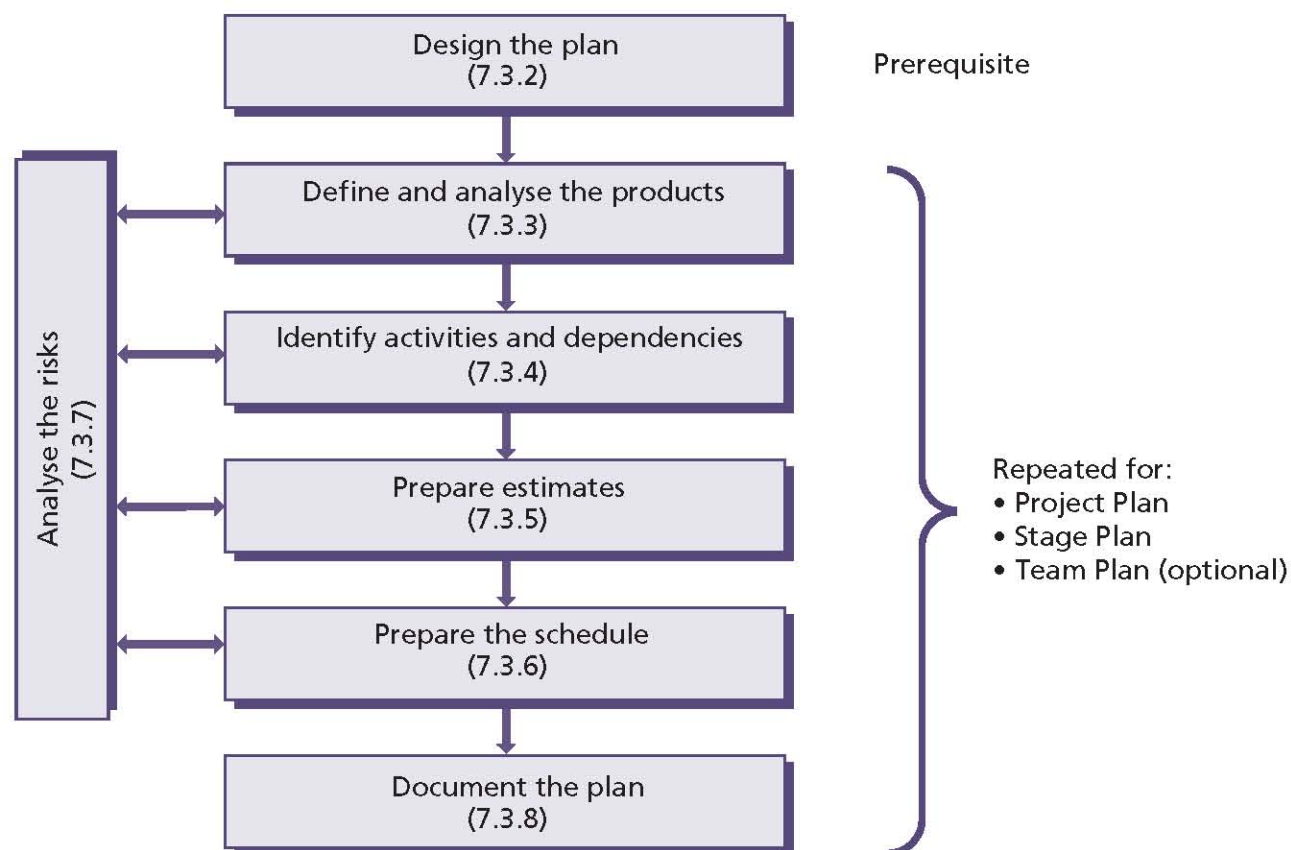 Design the plan
(7.3.2)
Prerequisite
Define and analyse the products
(7.3.3)
Identify activities and dependencies
(7.3.4)
Analyse the risks
(7.3.7)
Prepare estimates
(7.3.5)
Repeated for:
• Project Plan
• Stage Plan
• Team Plan (optional)
Prepare the schedule
(7.3.6)
Document the plan
(7.3.8)